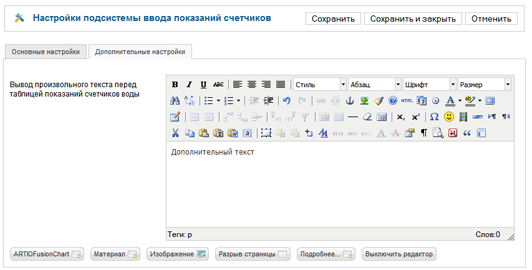 Настройки подсистемы ввода показаний счетчиков
Сохранить
Сохранить и закрыть
Отменить
Основные настройки
Дополнительные настройки
Вывод произвольного текста перед
таблицей показаний счетчиков воды
B I U ABC
Стиль
Абзац
Шрифт
Размер
HTML
Дополнительный текст
Теги: p
Слов:0
ARTIOFusionChart
Материал
Изображение
Разрыв страницы
Подробнее...
Выключить редактор